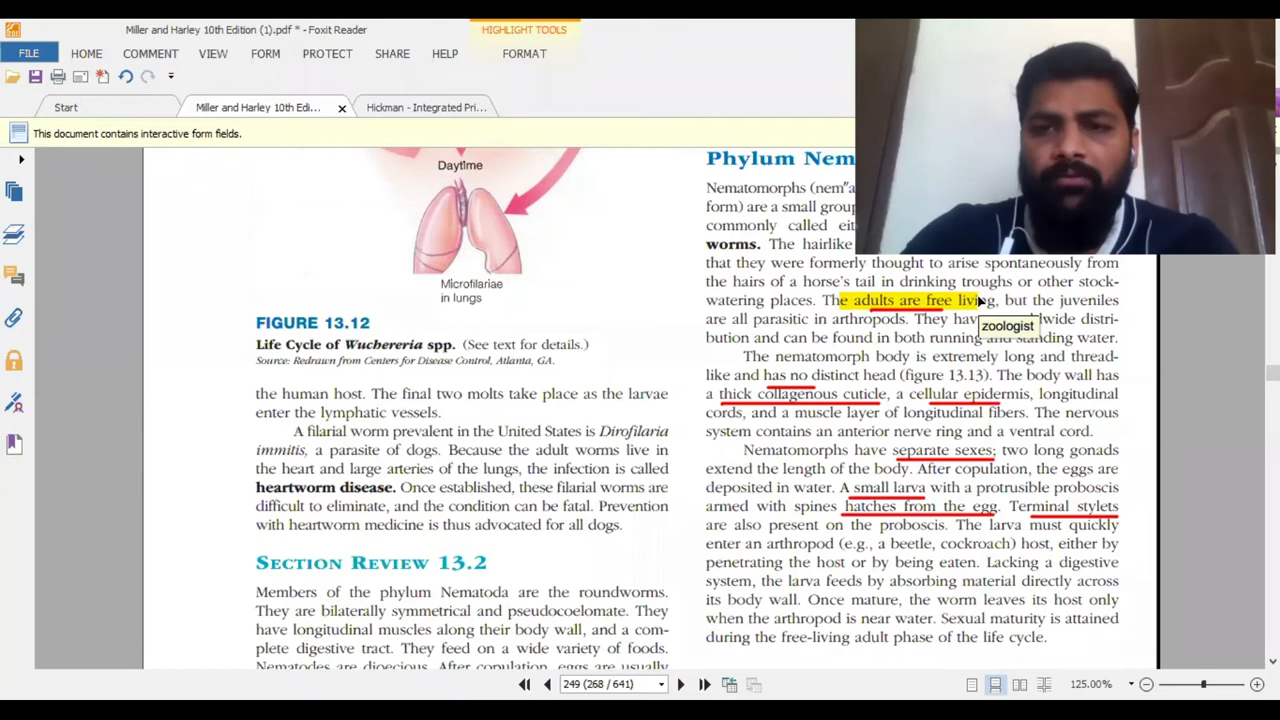 Miller and Harley 10th Edition (1).pdf * - Foxit Reader
HIGHLIGHT TOOLS
FILE HOME COMMENT VIEW FORM PROTECT SHARE HELP FORMAT
Start Miller and Harley 10th Edi... Hickman - Integrated Pri...
This document contains interactive form fields.
Daytime
Microfilariae
in lungs
FIGURE 13.12
Life Cycle of Wuchereria spp. (See text for details.)
Source: Redrawn from Centers for Disease Control, Atlanta, GA.
the human host. The final two molts take place as the larvae
enter the lymphatic vessels.
A filarial worm prevalent in the United States is Dirofilaria
immitis, a parasite of dogs. Because the adult worms live in
the heart and large arteries of the lungs, the infection is called
heartworm disease. Once established, these filarial worms are
difficult to eliminate, and the condition can be fatal. Prevention
with heartworm medicine is thus advocated for all dogs.
SECTION REVIEW 13.2
Members of the phylum Nematoda are the roundworms.
They are bilaterally symmetrical and pseudocoelomate. They
have longitudinal muscles along their body wall, and a com-
plete digestive tract. They feed on a wide variety of foods.
Nematodes are dioecious. After copulation, eggs are usually
Phylum Nem
Nematomorphs (nem"a
form) are a small group
commonly called
worms. The hairlike
that they were formerly thought to arise spontaneously from
the hairs of a horse's tail in drinking troughs or other stock-
watering places. The adults are free living, but the juveniles
are all parasitic in arthropods. They have distri-
zoologist
bution and can be found in both running and standing water.
The nematomorph body is extremely long and thread-
like and has no distinct head (figure 13.13). The body wall has
a thick collagenous cuticle, a cellular epidermis, longitudinal
cords, and a muscle layer of longitudinal fibers. The nervous
system contains an anterior nerve ring and a ventral cord.
Nematomorphs have separate sexes; two long gonads
extend the length of the body. After copulation, the eggs are
deposited in water. A small larva with a protrusible proboscis
armed with spines hatches from the egg. Terminal stylets
are also present on the proboscis. The larva must quickly
enter an arthropod (e.g., a beetle, cockroach) host, either by
penetrating the host or by being eaten. Lacking a digestive
system, the larva feeds by absorbing material directly across
its body wall. Once mature, the worm leaves its host only
when the arthropod is near water. Sexual maturity is attained
during the free-living adult phase of the life cycle.
249 (268 / 641)
125.00%